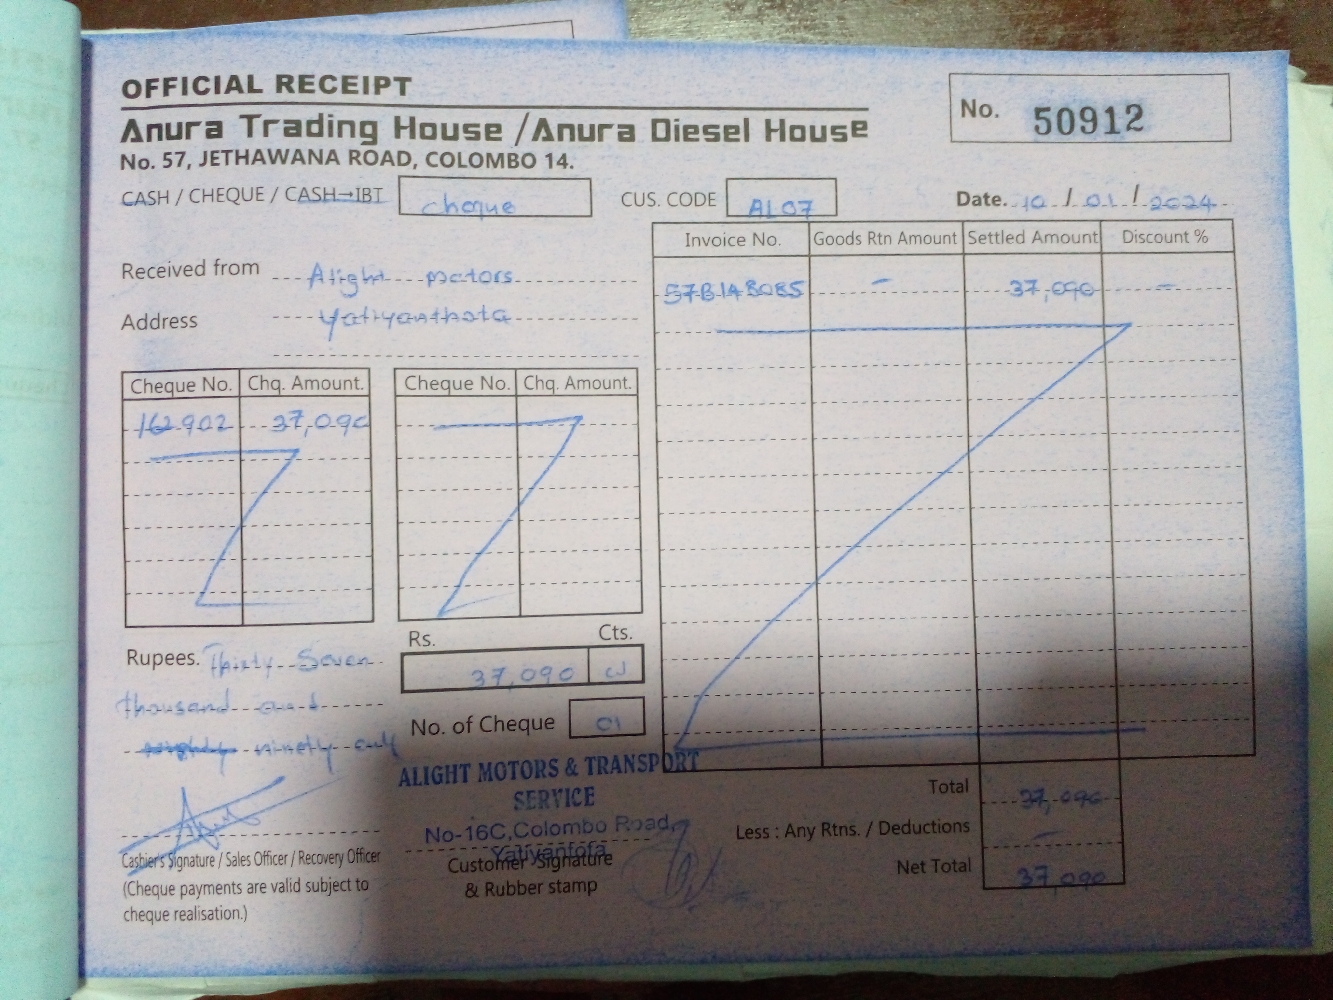 OFFICIAL RECEIPT
Anura Trading House / Anura Diesel House
No. 57, JETHAWANA ROAD, COLOMBO 14.
No. 50912
CASH / CHEQUE / CASH→IBT cheque
CUS. CODE AL07
Date. 10 / 01 / 2024
Received from Alight motors
Address Yatiyanthota
Invoice No. Goods Rtn Amount Settled Amount Discount %
57B1AB085 - 37,090 -
Cheque No. Chq. Amount. Cheque No. Chq. Amount.
162902 37,090
Rupees. Thirty Seven
thousand and
ninety only
Rs. Cts.
37,090
No. of Cheque 01
ALIGHT MOTORS & TRANSPORT
SERVICE
No-16C,Colombo Road,
Yatiyantota
Total 37,090
Less : Any Rtns. / Deductions -
Net Total 37,090
Cashier's Signature / Sales Officer / Recovery Officer
(Cheque payments are valid subject to
cheque realisation.)
Customer Signature
& Rubber stamp